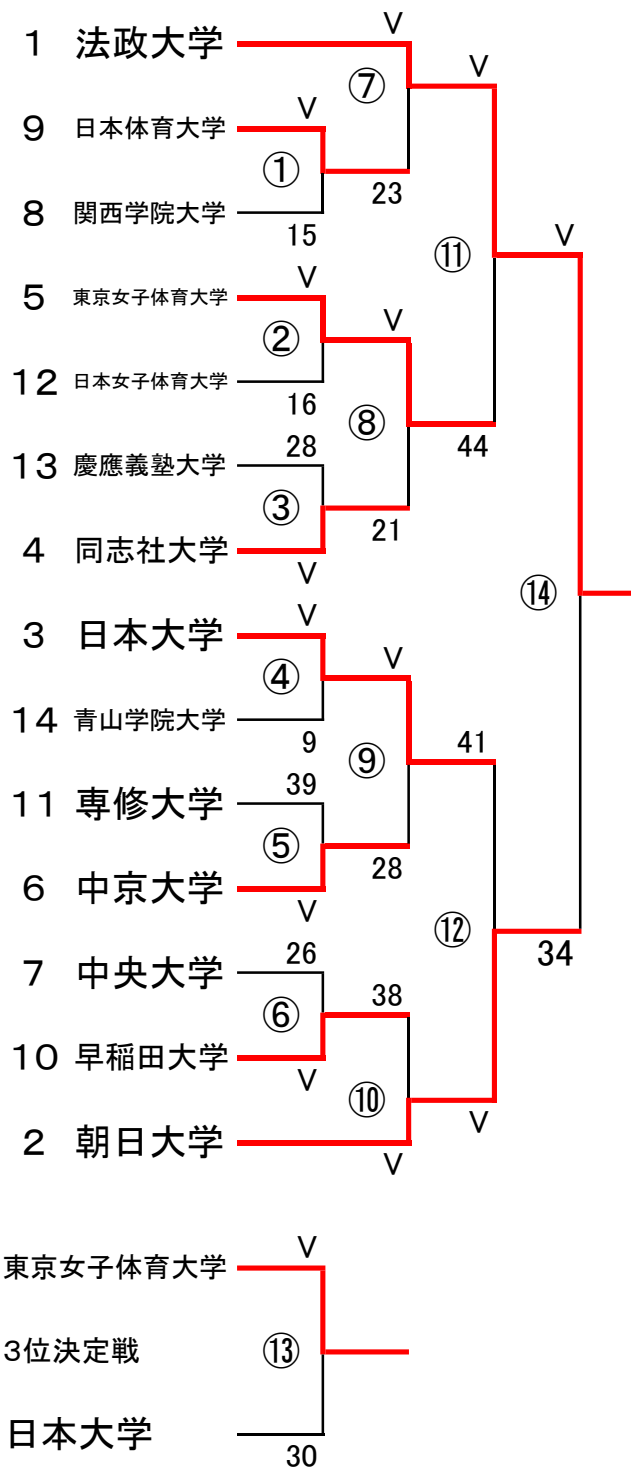 V
1 法政大学 V
⑦
V
9 日本体育大学
①
23
8 関西学院大学
15 V
⑪
V
5 東京女子体育大学 V
②
12 日本女子体育大学
16
⑧
28 44
13 慶應義塾大学
③
21
4 同志社大学
V
⑭
V
3 日本大学 V
④
14 青山学院大学
9 41
⑨
39
11 専修大学
⑤
28
6 中京大学
V
⑫
26 34
7 中央大学
38
⑥
10 早稲田大学
V
⑩
V
2 朝日大学
V
V
東京女子体育大学
3位決定戦 ⑬
日本大学
30